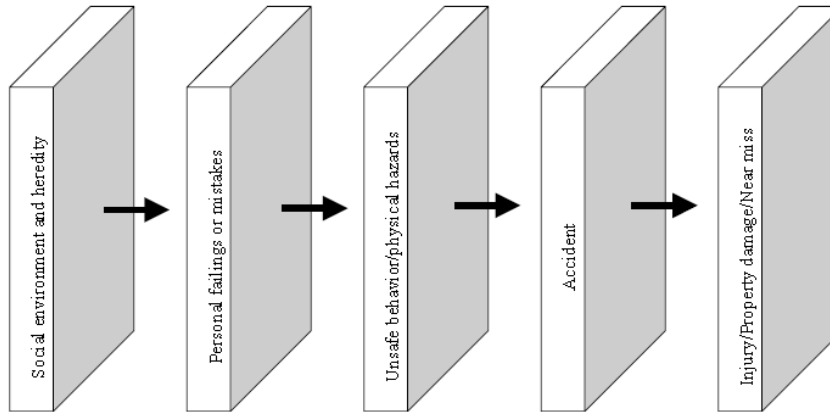 Social environment and heredity
Personal failings or mistakes
Unsafe behavior/physical hazards
Accident
Injury/Property damage/Near miss